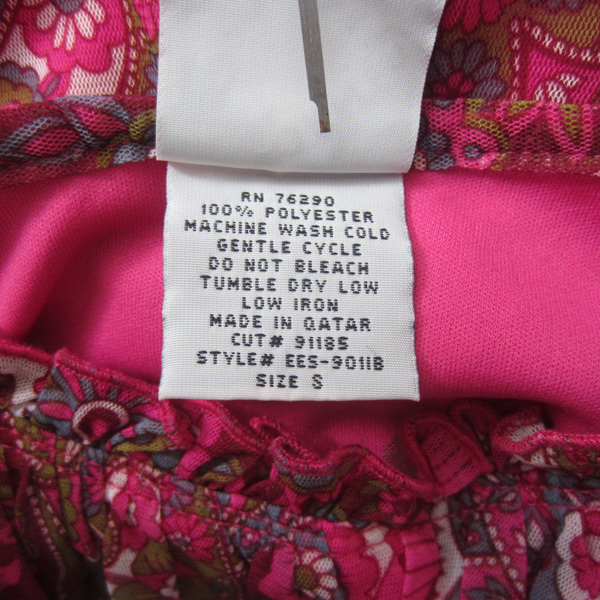 RN 76290
100% POLYESTER
MACHINE WASH COLD
GENTLE CYCLE
DO NOT BLEACH
TUMBLE DRY LOW
LOW IRON
MADE IN QATAR
CUT# 91185
STYLE# EES-9011B
SIZE S